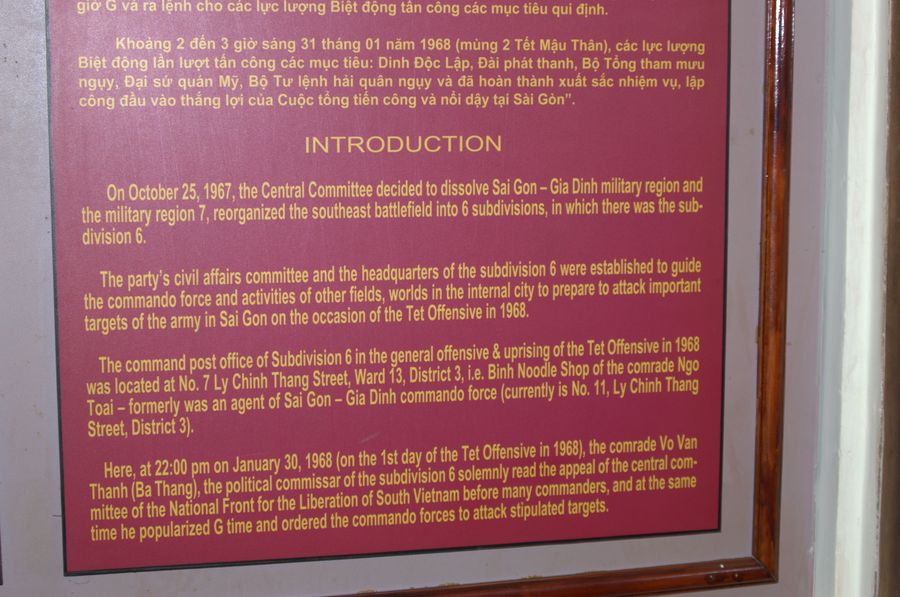 giờ G và ra lệnh cho các lực lượng Biệt động tấn công các mục tiêu qui định.
Khoảng 2 đến 3 giờ sáng 31 tháng 01 năm 1968 (mùng 2 Tết Mậu Thân), các lực lượng
Biệt động lần lượt tấn công các mục tiêu: Dinh Độc Lập, Đài phát thanh, Bộ Tổng tham mưu
ngụy, Đại sứ quán Mỹ, Bộ Tư lệnh hải quân ngụy và đã hoàn thành xuất sắc nhiệm vụ, lập
công đầu vào thắng lợi của Cuộc tổng tiến công và nổi dậy tại Sài Gòn".
INTRODUCTION
On October 25, 1967, the Central Committee decided to dissolve Sai Gon – Gia Dinh military region and
the military region 7, reorganized the southeast battlefield into 6 subdivisions, in which there was the sub-
division 6.
The party's civil affairs committee and the headquarters of the subdivision 6 were established to guide
the commando force and activities of other fields, worlds in the internal city to prepare to attack important
targets of the army in Sai Gon on the occasion of the Tet Offensive in 1968.
The command post office of Subdivision 6 in the general offensive & uprising of the Tet Offensive in 1968
was located at No. 7 Ly Chinh Thang Street, Ward 13, District 3, i.e. Binh Noodle Shop of the comrade Ngo
Toai – formerly was an agent of Sai Gon – Gia Dinh commando force (currently is No. 11, Ly Chinh Thang
Street, District 3).
Here, at 22:00 pm on January 30, 1968 (on the 1st day of the Tet Offensive in 1968), the comrade Vo Van
Thanh (Ba Thang), the political commissar of the subdivision 6 solemnly read the appeal of the central com-
mittee of the National Front for the Liberation of South Vietnam before many commanders, and at the same
time he popularized G time and ordered the commando forces to attack stipulated targets.